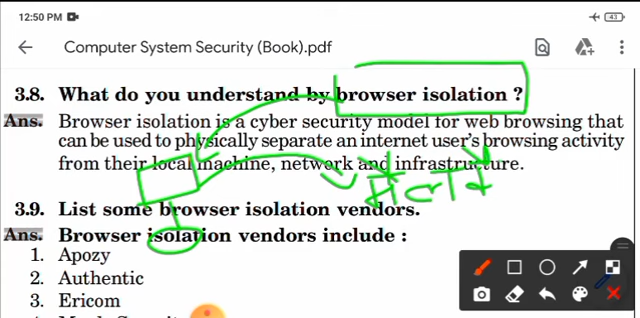 12:50 PM
43
Computer System Security (Book).pdf
3.8. What do you understand by browser isolation ?
Ans. Browser isolation is a cyber security model for web browsing that
can be used to physically separate an internet user's browsing activity
from their local machine, network and infrastructure.
3.9. List some browser isolation vendors.
Ans. Browser isolation vendors include :
1. Apozy
2. Authentic
3. Ericom